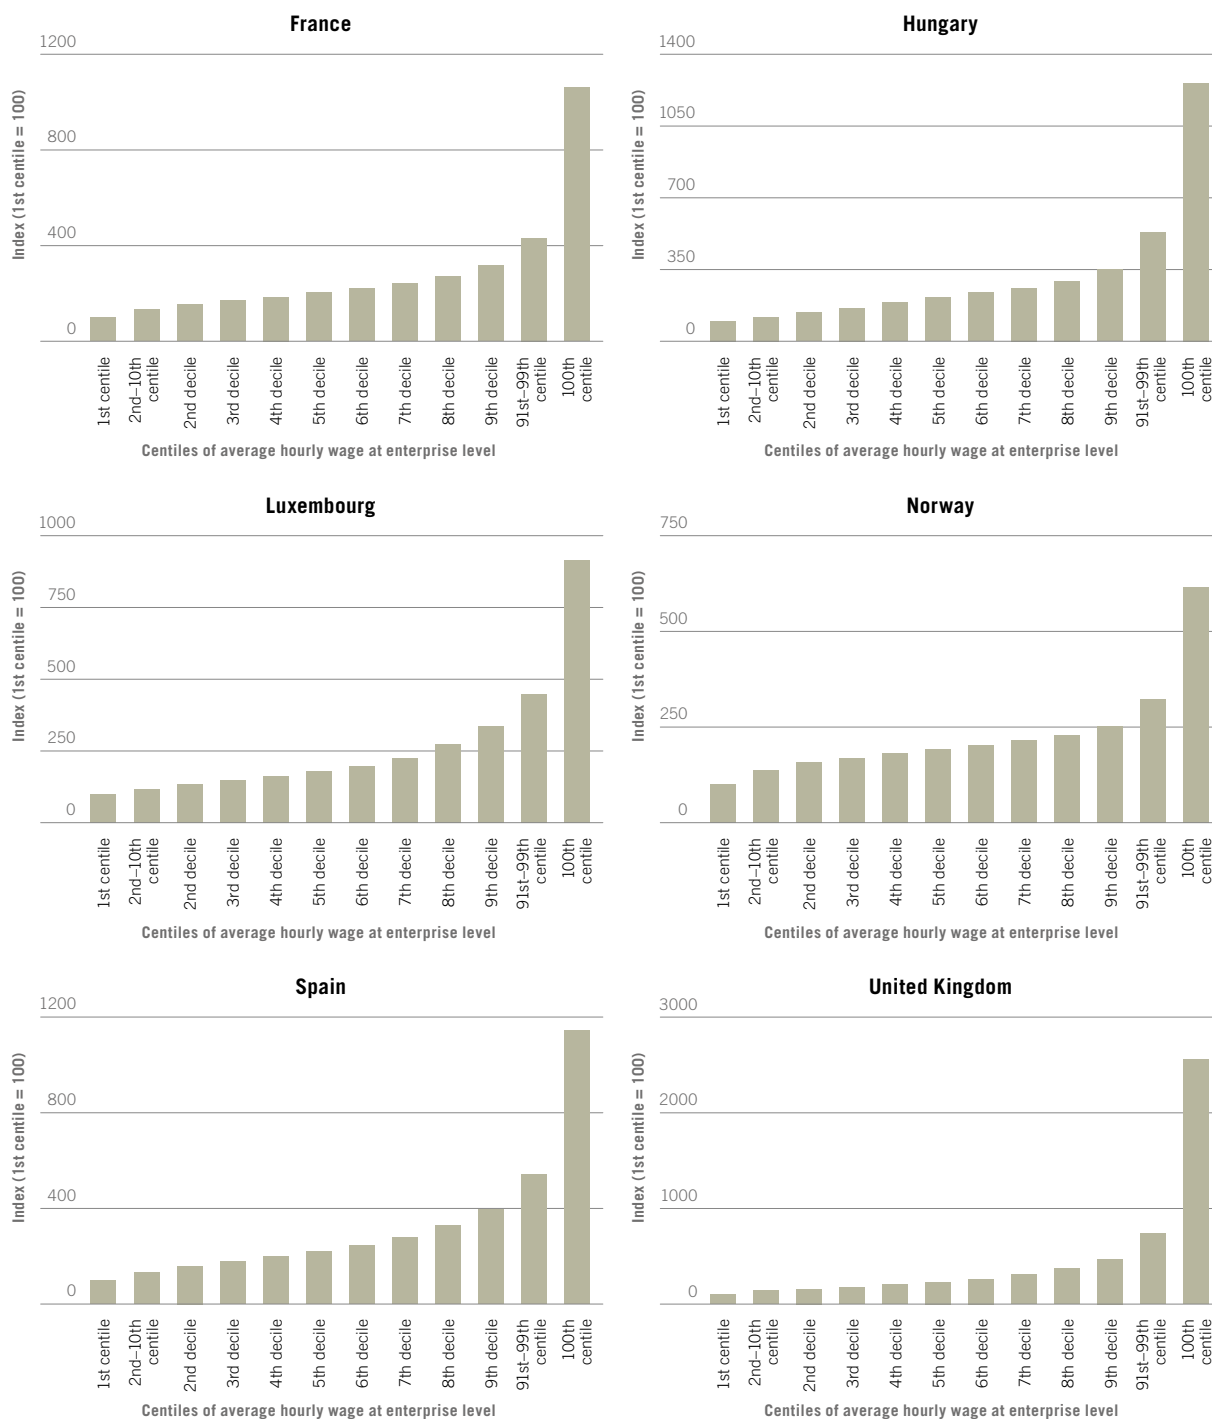 France
Index (1st centile = 100)
1200
800
400
0
1st centile
2nd–10th
centile
2nd decile
3rd decile
4th decile
5th decile
6th decile
7th decile
8th decile
9th decile
91st–99th
centile
100th
centile
Centiles of average hourly wage at enterprise level
Hungary
Index (1st centile = 100)
1400
1050
700
350
0
1st centile
2nd–10th
centile
2nd decile
3rd decile
4th decile
5th decile
6th decile
7th decile
8th decile
9th decile
91st–99th
centile
100th
centile
Centiles of average hourly wage at enterprise level
Luxembourg
Index (1st centile = 100)
1000
750
500
250
0
1st centile
2nd–10th
centile
2nd decile
3rd decile
4th decile
5th decile
6th decile
7th decile
8th decile
9th decile
91st–99th
centile
100th
centile
Centiles of average hourly wage at enterprise level
Norway
Index (1st centile = 100)
750
500
250
0
1st centile
2nd–10th
centile
2nd decile
3rd decile
4th decile
5th decile
6th decile
7th decile
8th decile
9th decile
91st–99th
centile
100th
centile
Centiles of average hourly wage at enterprise level
Spain
Index (1st centile = 100)
1200
800
400
0
1st centile
2nd–10th
centile
2nd decile
3rd decile
4th decile
5th decile
6th decile
7th decile
8th decile
9th decile
91st–99th
centile
100th
centile
Centiles of average hourly wage at enterprise level
United Kingdom
Index (1st centile = 100)
3000
2000
1000
0
1st centile
2nd–10th
centile
2nd decile
3rd decile
4th decile
5th decile
6th decile
7th decile
8th decile
9th decile
91st–99th
centile
100th
centile
Centiles of average hourly wage at enterprise level